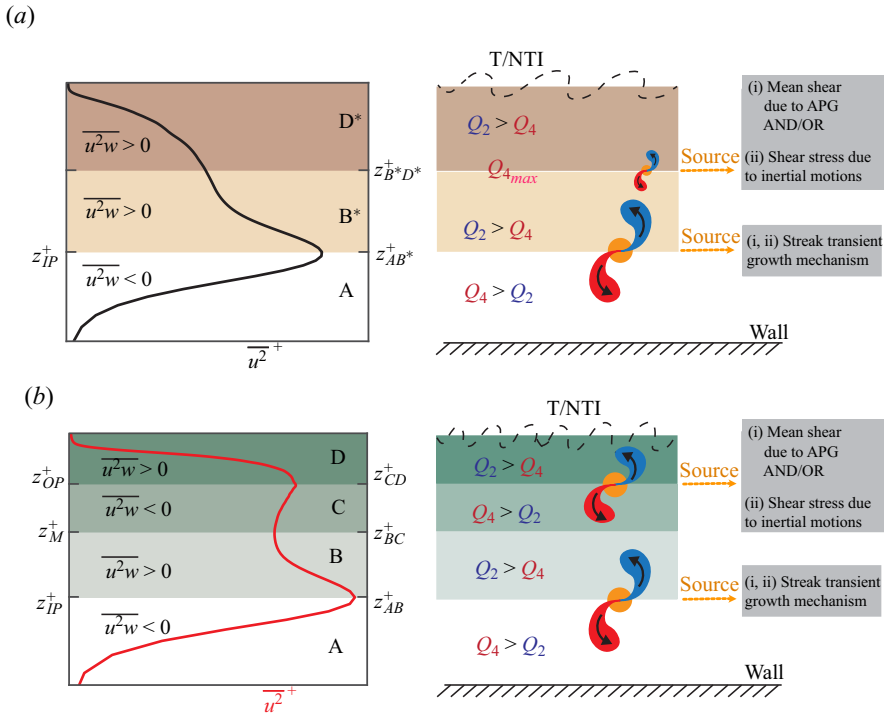 (a)
T/NTI
D*
\overline{u^2w} > 0
Q_2 > Q_4
(i) Mean shear
due to APG
AND/OR
z^+_{B*D*}
Q_{4_{max}}
Source
(ii) Shear stress due
to inertial motions
B*
\overline{u^2w} > 0
Q_2 > Q_4
Source
(i, ii) Streak transient
growth mechanism
z^+_{IP}
z^+_{AB*}
\overline{u^2w} < 0
A
Q_4 > Q_2
Wall
\overline{u^2}^+
(b)
T/NTI
D
\overline{u^2w} > 0
Q_2 > Q_4
(i) Mean shear
due to APG
AND/OR
z^+_{OP}
z^+_{CD}
Source
(ii) Shear stress due
to inertial motions
C
\overline{u^2w} < 0
Q_4 > Q_2
z^+_M
z^+_{BC}
B
\overline{u^2w} > 0
Q_2 > Q_4
Source
(i, ii) Streak transient
growth mechanism
z^+_{IP}
z^+_{AB}
\overline{u^2w} < 0
A
Q_4 > Q_2
Wall
\overline{u^2}^+